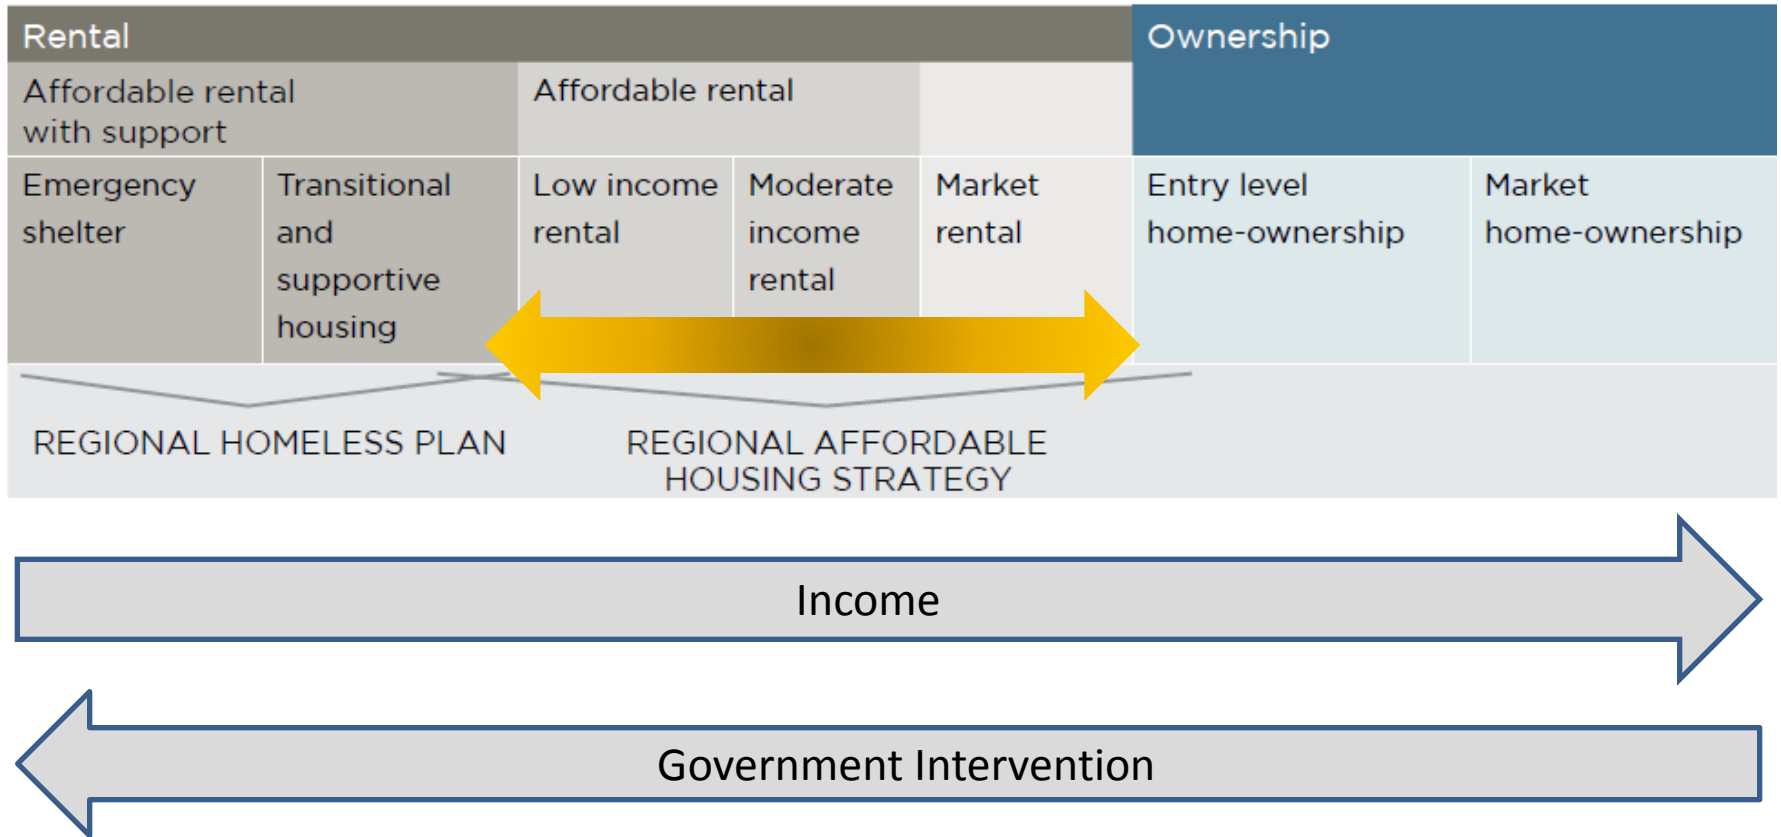 Rental
Ownership
Affordable rental
with support
Affordable rental
Emergency
shelter
Transitional
and
supportive
housing
Low income
rental
Moderate
income
rental
Market
rental
Entry level
home-ownership
Market
home-ownership
REGIONAL HOMELESS PLAN
REGIONAL AFFORDABLE
HOUSING STRATEGY
Income
Government Intervention